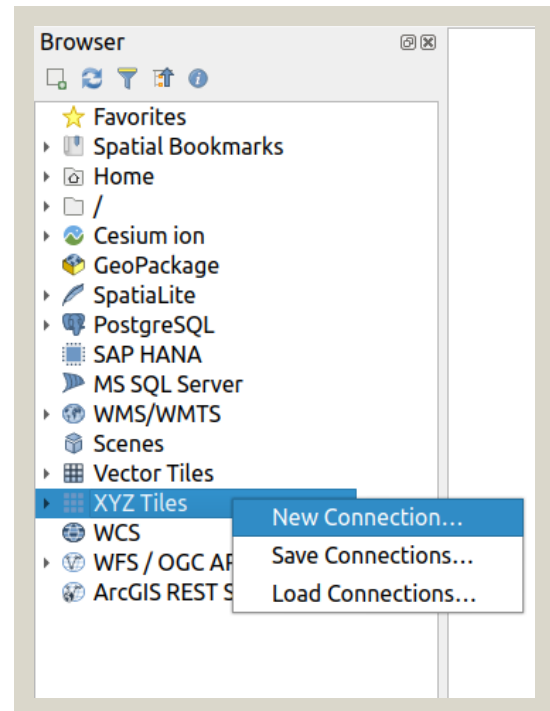 Browser
Favorites
Spatial Bookmarks
Home
/
Cesium ion
GeoPackage
SpatiaLite
PostgreSQL
SAP HANA
MS SQL Server
WMS/WMTS
Scenes
Vector Tiles
XYZ Tiles
WCS
WFS / OGC AP
ArcGIS REST S
New Connection...
Save Connections...
Load Connections...